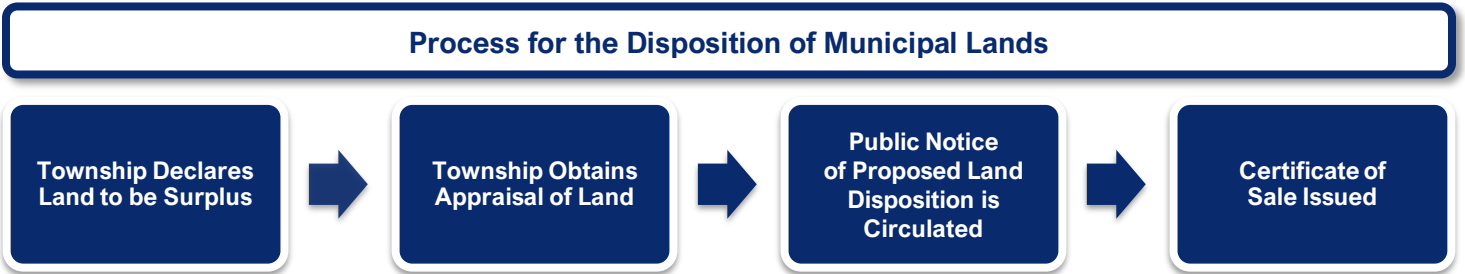 Process for the Disposition of Municipal Lands
Township Declares
Land to be Surplus
Township Obtains
Appraisal of Land
Public Notice
of Proposed Land
Disposition is
Circulated
Certificate of
Sale Issued